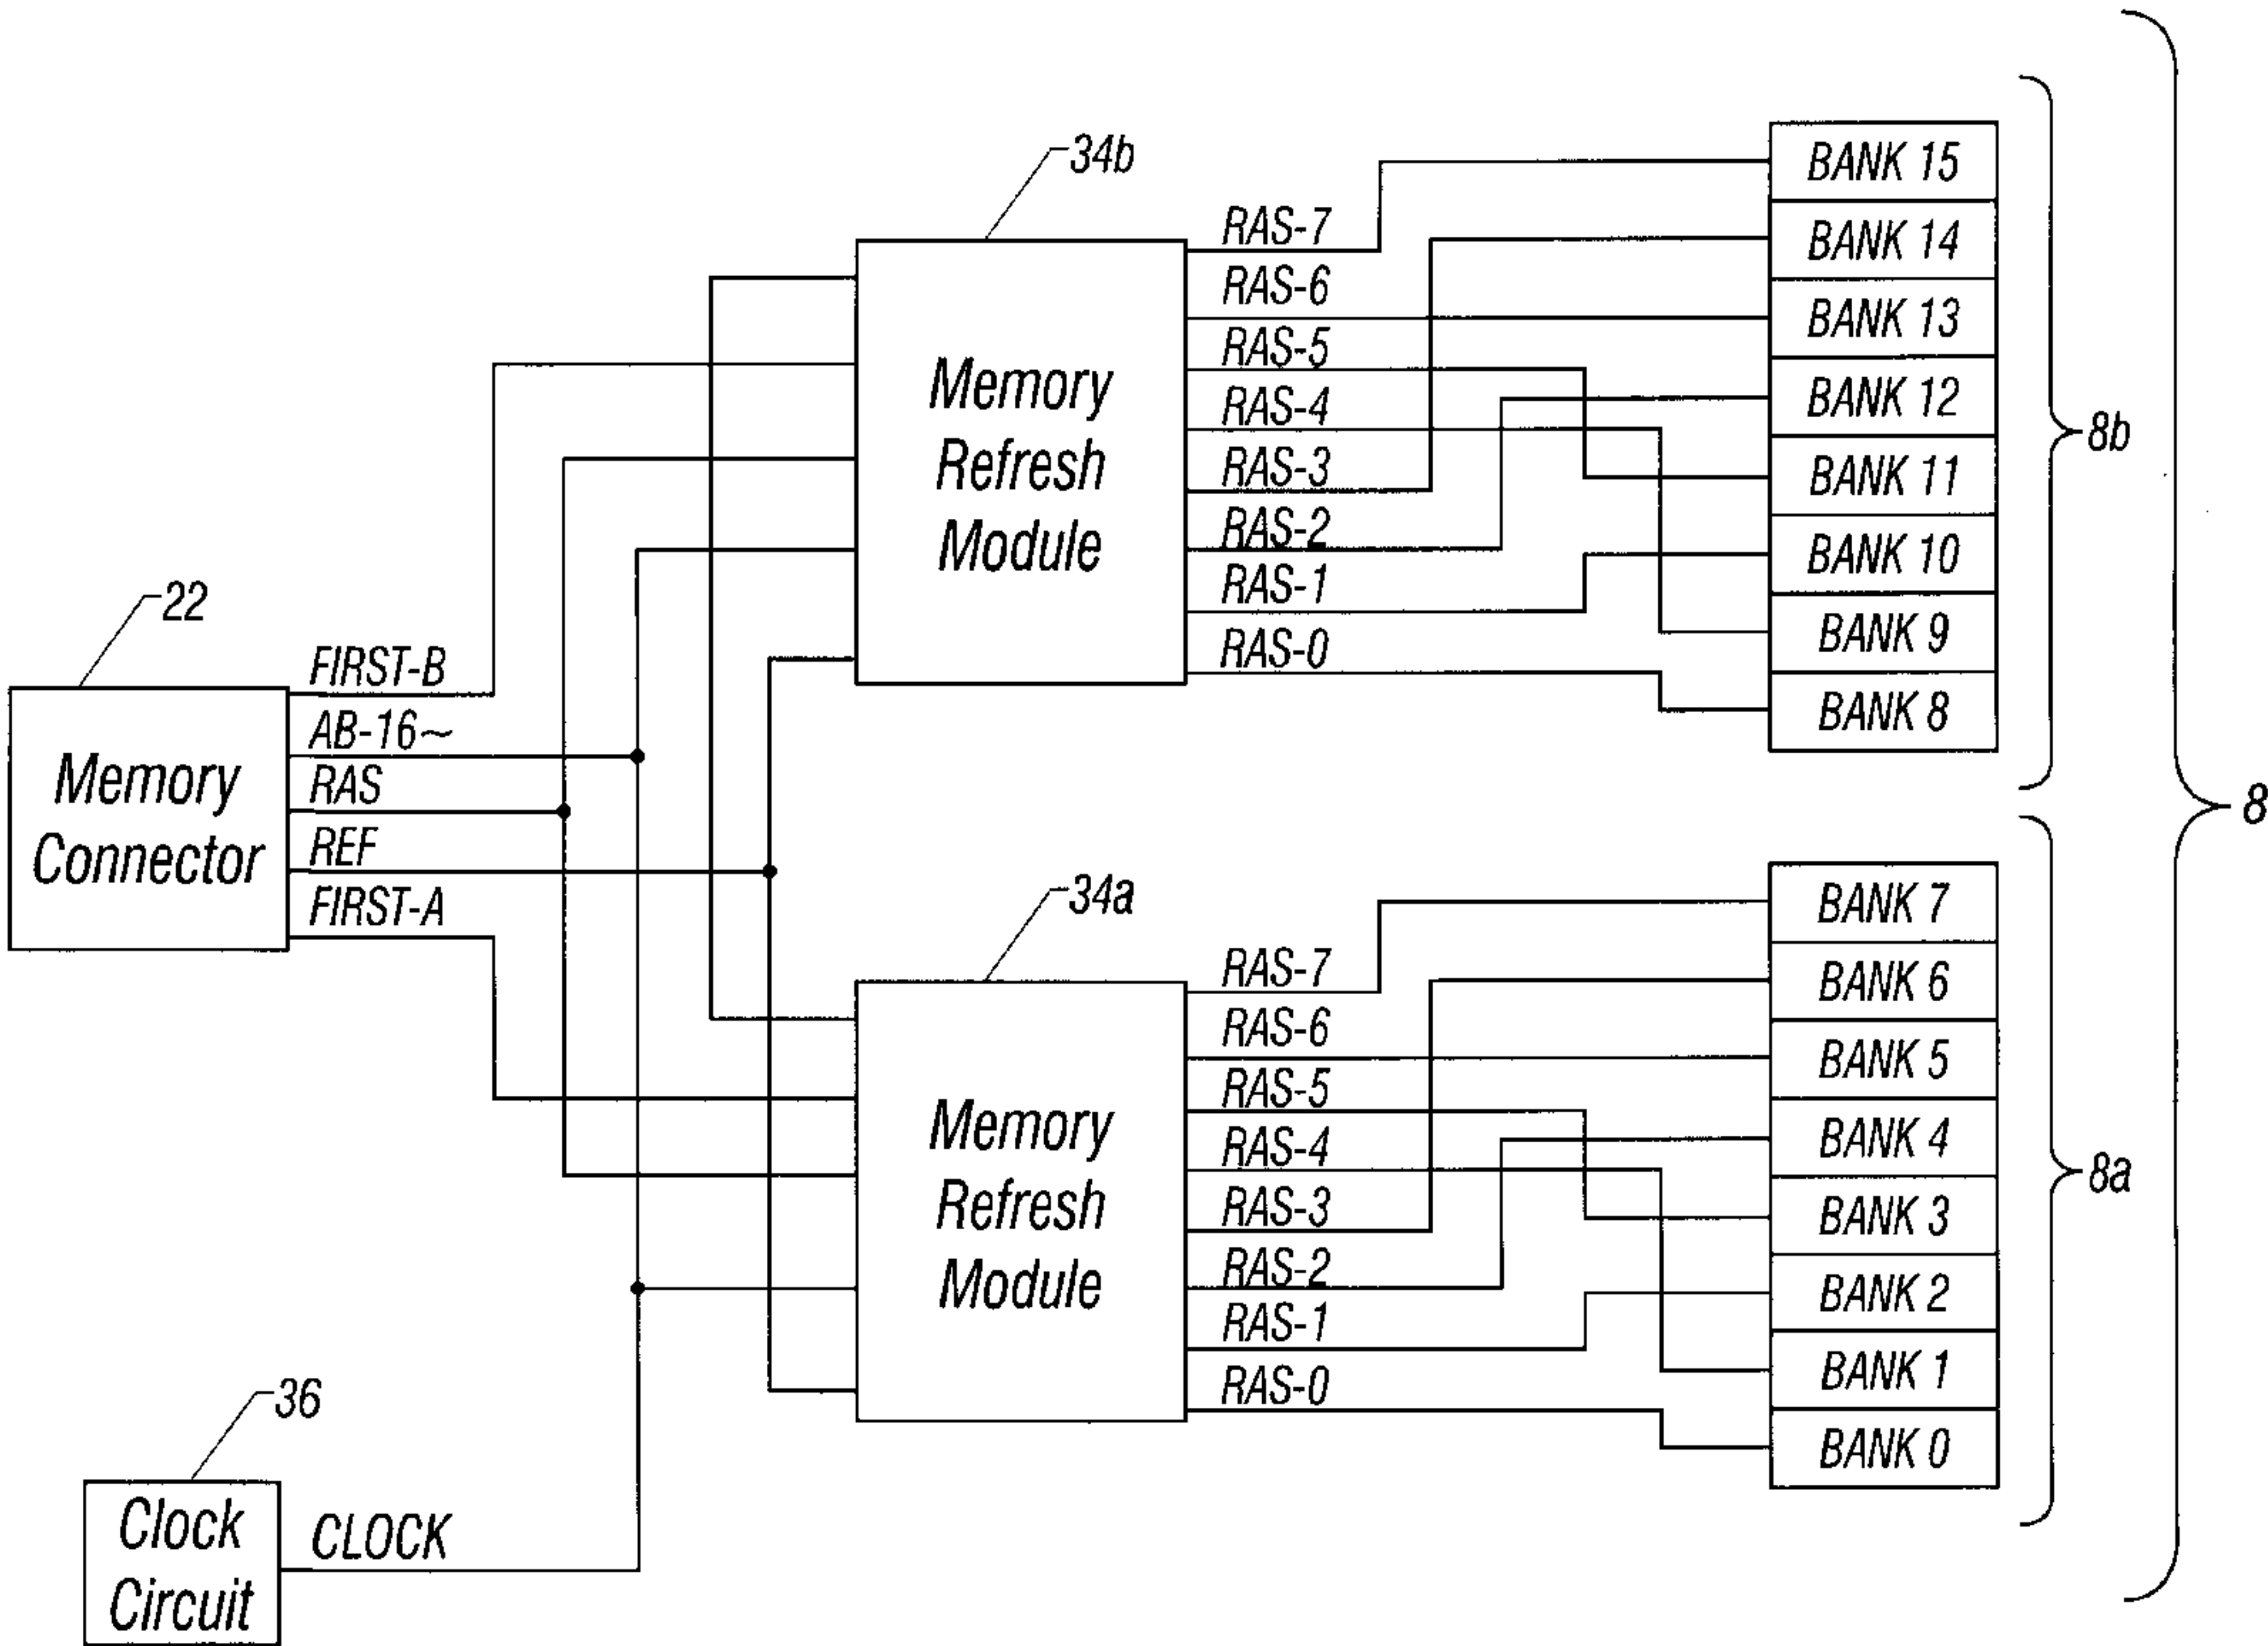 34b
RAS-7
RAS-6
RAS-5
RAS-4
RAS-3
RAS-2
RAS-1
RAS-0
Memory
Refresh
Module
BANK 15
BANK 14
BANK 13
BANK 12
BANK 11
BANK 10
BANK 9
BANK 8
8b
22
Memory
Connector
FIRST-B
AB-16~
RAS
REF
FIRST-A
8
34a
Memory
Refresh
Module
RAS-7
RAS-6
RAS-5
RAS-4
RAS-3
RAS-2
RAS-1
RAS-0
BANK 7
BANK 6
BANK 5
BANK 4
BANK 3
BANK 2
BANK 1
BANK 0
8a
36
Clock
Circuit
CLOCK